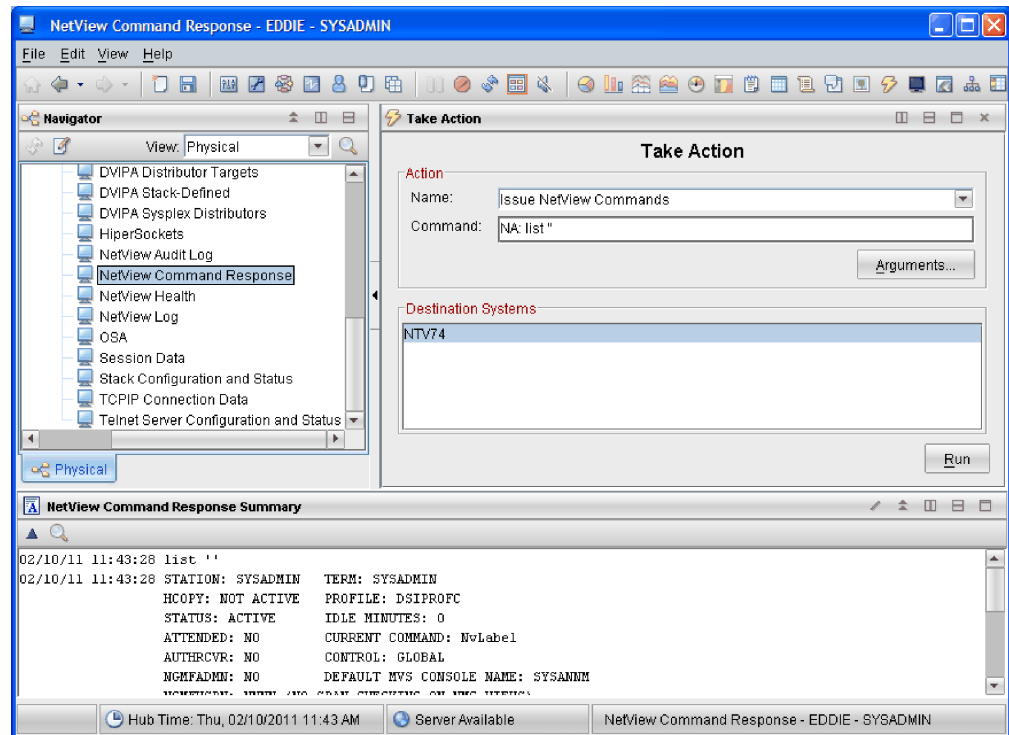 NetView Command Response - EDDIE - SYSADMIN
File Edit View Help
Navigator
View: Physical
DVIPA Distributor Targets
DVIPA Stack-Defined
DVIPA Sysplex Distributors
HiperSockets
NetView Audit Log
NetView Command Response
NetView Health
NetView Log
OSA
Session Data
Stack Configuration and Status
TCPIP Connection Data
Telnet Server Configuration and Status
Physical
Take Action
Take Action
Action
Name: Issue NetView Commands
Command: NA: list ''
Arguments...
Destination Systems
NTV74
Run
NetView Command Response Summary
02/10/11 11:43:28 list ''
02/10/11 11:43:28 STATION: SYSADMIN TERM: SYSADMIN
HCOPY: NOT ACTIVE PROFILE: DSIPROFC
STATUS: ACTIVE IDLE MINUTES: 0
ATTENDED: NO CURRENT COMMAND: NvLabel
AUTHRCVR: NO CONTROL: GLOBAL
NGMFADMN: NO DEFAULT MVS CONSOLE NAME: SYSANNM
Hub Time: Thu, 02/10/2011 11:43 AM
Server Available
NetView Command Response - EDDIE - SYSADMIN